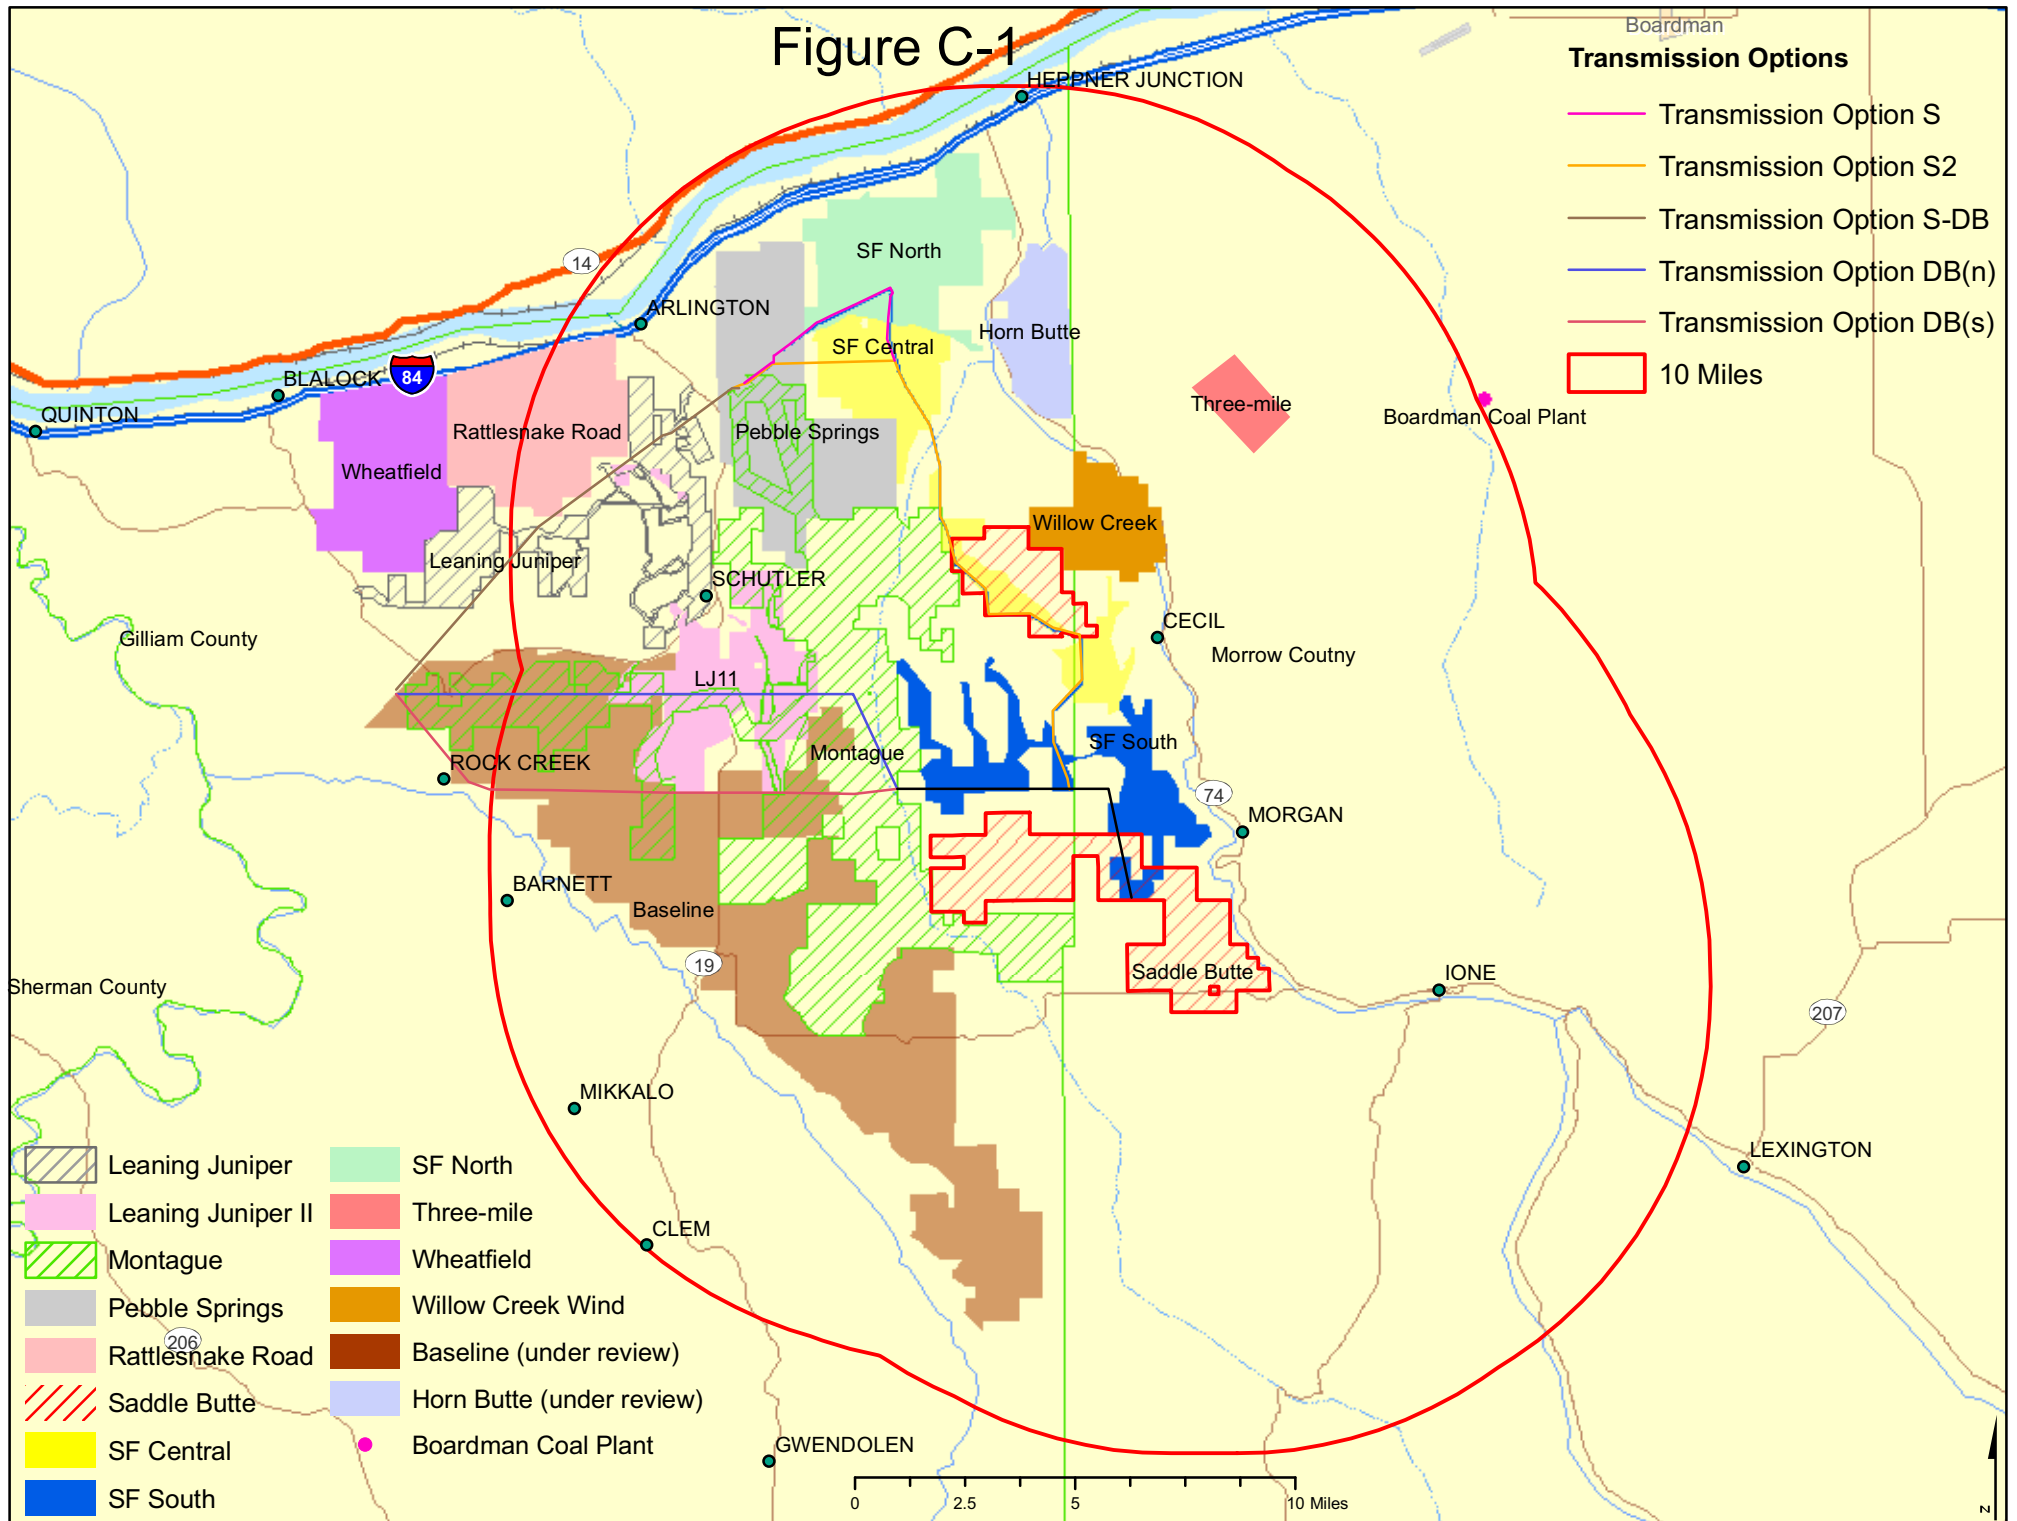 Figure C-1
Boardman
Transmission Options
Transmission Option S
Transmission Option S2
Transmission Option S-DB
Transmission Option DB(n)
Transmission Option DB(s)
10 Miles
HEPPNER JUNCTION
SF North
14
ARLINGTON
Horn Butte
SF Central
BLALOCK
84
QUINTON
Three-mile
Boardman Coal Plant
Rattlesnake Road
Pebble Springs
Wheatfield
Willow Creek
Leaning Juniper
SCHUTLER
CECIL
Gilliam County
Morrow Coutny
LJ11
SF South
Montague
ROCK CREEK
74
MORGAN
BARNETT
Baseline
19
Saddle Butte
IONE
Sherman County
207
MIKKALO
LEXINGTON
CLEM
GWENDOLEN
206
Leaning Juniper
Leaning Juniper II
Montague
Pebble Springs
Rattlesnake Road
Saddle Butte
SF Central
SF South
SF North
Three-mile
Wheatfield
Willow Creek Wind
Baseline (under review)
Horn Butte (under review)
Boardman Coal Plant
0 2.5 5 10 Miles
N